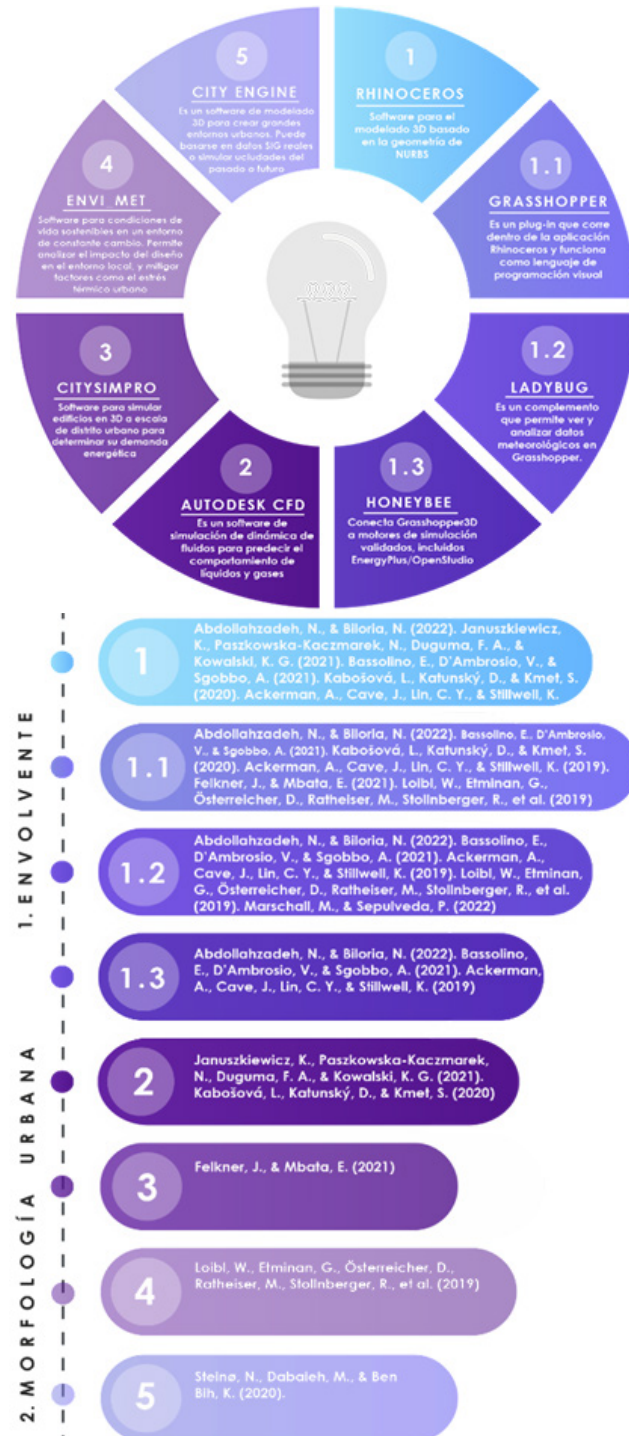 5
CITY ENGINE
Es un software de modelado
3D para crear grandes
entornos urbanos. Puede
basarse en datos SIG reales
o simular uciudades del
pasado o futuro
1
RHINOCEROS
Software para el
modelado 3D basado
en la geometría de
NURBS
1.1
GRASSHOPPER
Es un plug-in que corre
dentro de la aplicación
Rhinoceros y funciona
como lenguaje de
programación visual
1.2
LADYBUG
Es un complemento
que permite ver y
analizar datos
meteorológicos en
Grasshopper.
1.3
HONEYBEE
Conecta Grasshopper3D
a motores de simulación
validados, incluidos
EnergyPlus/OpenStudio
2
AUTODESK CFD
Es un software de
simulación de dinámica de
fluidos para predecir el
comportamiento de
líquidos y gases
3
CITYSIMPRO
Software para simular
edificios en 3D a escala
de distrito urbano para
determinar su demanda
energética
4
ENVI_MET
Software para condiciones de
vida sostenibles en un entorno
de constante cambio. Permite
analizar el impacto del diseño
en el entorno local, y mitigar
factores como el estrés
térmico urbano
1. ENVOLVENTE
2. MORFOLOGÍA URBANA
1
Abdollahzadeh, N., & Biloria, N. (2022). Januszkiewicz,
K., Paszkowska-Kaczmarek, N., Duguma, F. A., &
Kowalski, K. G. (2021). Bassolino, E., D'Ambrosio, V., &
Sgobbo, A. (2021). Kabošová, L., Katunský, D., & Kmet, S.
(2020). Ackerman, A., Cave, J., Lin, C. Y., & Stillwell, K.
1.1
Abdollahzadeh, N., & Biloria, N. (2022). Bassolino, E., D'Ambrosio,
V., & Sgobbo, A. (2021). Kabošová, L., Katunský, D., & Kmet, S.
(2020). Ackerman, A., Cave, J., Lin, C. Y., & Stillwell, K. (2019).
Felkner, J., & Mbata, E. (2021). Loibl, W., Etminan, G.,
Österreicher, D., Ratheiser, M., Stollnberger, R., et al. (2019)
1.2
Abdollahzadeh, N., & Biloria, N. (2022). Bassolino, E.,
D'Ambrosio, V., & Sgobbo, A. (2021). Ackerman, A.,
Cave, J., Lin, C. Y., & Stillwell, K. (2019). Loibl, W., Etminan,
G., Österreicher, D., Ratheiser, M., Stollnberger, R., et al.
(2019). Marschall, M., & Sepulveda, P. (2022)
1.3
Abdollahzadeh, N., & Biloria, N. (2022). Bassolino,
E., D'Ambrosio, V., & Sgobbo, A. (2021). Ackerman,
A., Cave, J., Lin, C. Y., & Stillwell, K. (2019)
2
Januszkiewicz, K., Paszkowska-Kaczmarek,
N., Duguma, F. A., & Kowalski, K. G. (2021).
Kabošová, L., Katunský, D., & Kmet, S. (2020)
3
Felkner, J., & Mbata, E. (2021)
4
Loibl, W., Etminan, G., Österreicher, D.,
Ratheiser, M., Stollnberger, R., et al. (2019)
5
Steinø, N., Dabaieh, M., & Ben
Bih, K. (2020).